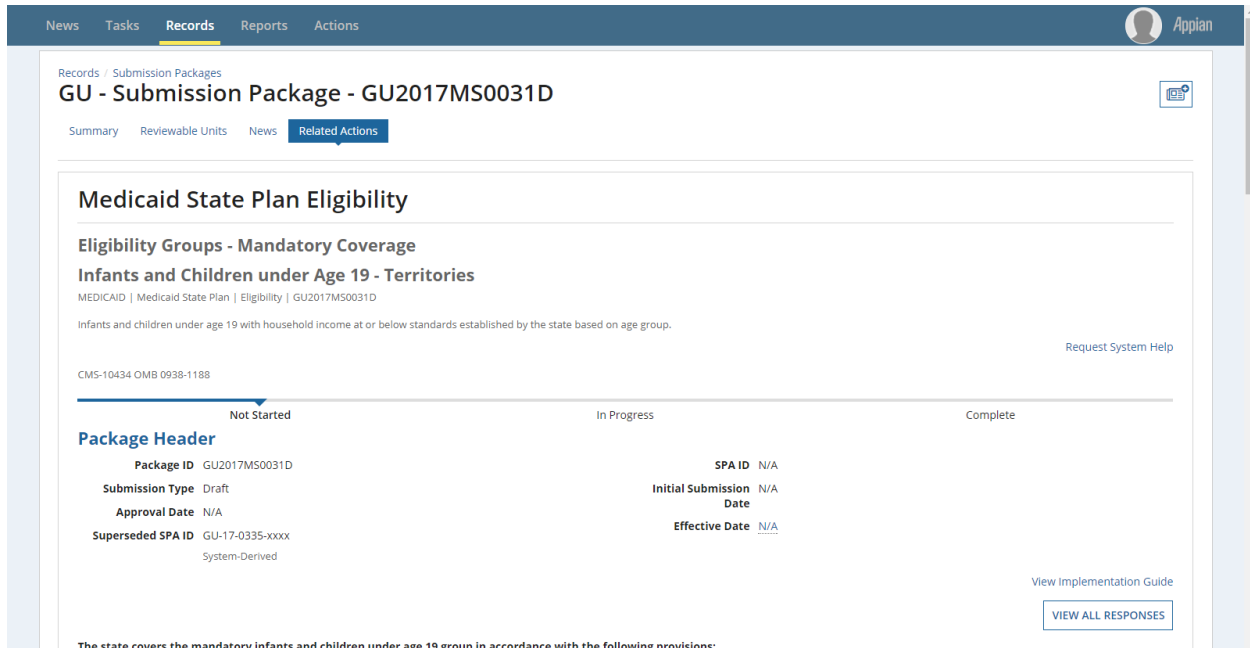 News Tasks Records Reports Actions Appian
Records / Submission Packages
GU - Submission Package - GU2017MS0031D
Summary Reviewable Units News Related Actions
Medicaid State Plan Eligibility
Eligibility Groups - Mandatory Coverage
Infants and Children under Age 19 - Territories
MEDICAID | Medicaid State Plan | Eligibility | GU2017MS0031D
Infants and children under age 19 with household income at or below standards established by the state based on age group.
Request System Help
CMS-10434 OMB 0938-1188
Not Started In Progress Complete
Package Header
Package ID GU2017MS0031D
Submission Type Draft
Approval Date N/A
Superseded SPA ID GU-17-0335-xxxx
System-Derived
SPA ID N/A
Initial Submission N/A
Date
Effective Date N/A
View Implementation Guide
VIEW ALL RESPONSES
The state covers the mandatory infants and children under age 19 group in accordance with the following provisions: